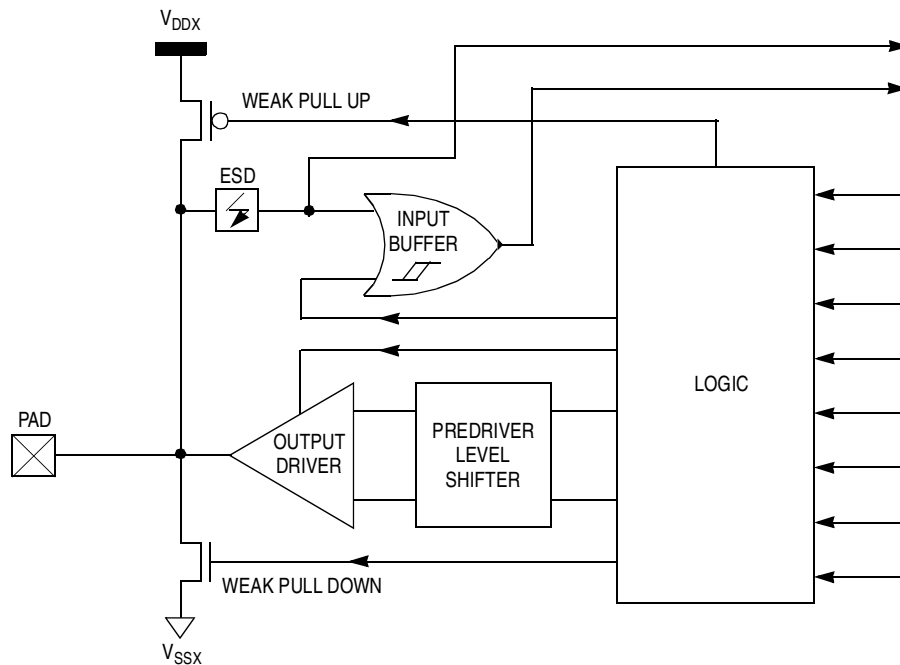 VDDX
WEAK PULL UP
ESD
INPUT
BUFFER
LOGIC
PAD
OUTPUT
DRIVER
PREDRIVER
LEVEL
SHIFTER
WEAK PULL DOWN
VSSX